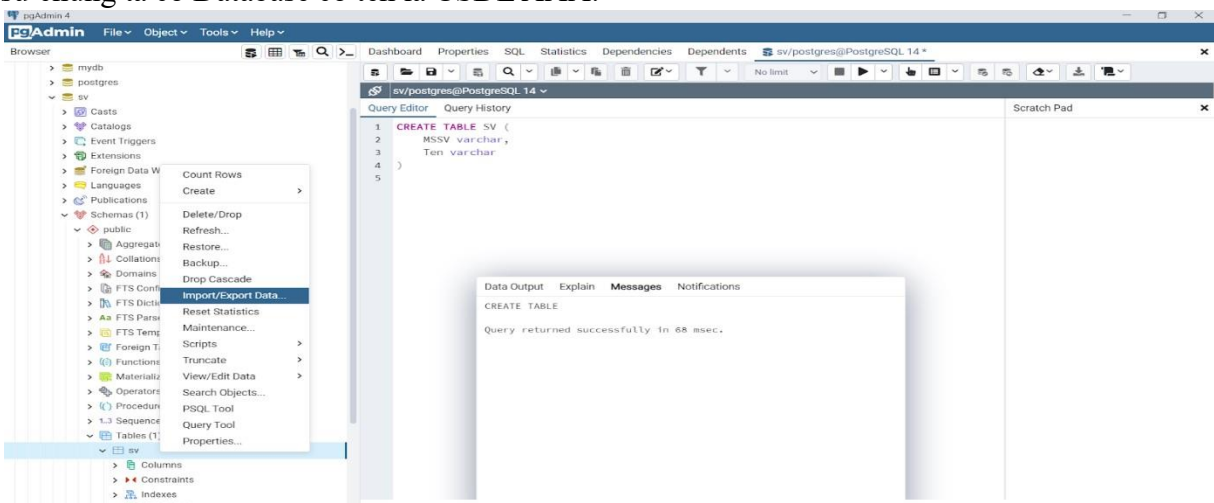 pgAdmin 4
pgAdmin File Object Tools Help
Browser
Dashboard Properties SQL Statistics Dependencies Dependents sv/postgres@PostgreSQL 14 *
mydb
postgres
sv
Casts
Catalogs
Event Triggers
Extensions
Foreign Data W
Languages
Publications
Schemas (1)
public
Aggregat
Collations
Domains
FTS Confi
FTS Dictio
FTS Parse
FTS Temp
Foreign T
Functions
Materializ
Operators
Procedure
1..3 Sequence
Tables (1)
sv
Columns
Constraints
Indexes
Count Rows
Create
Delete/Drop
Refresh...
Restore...
Backup...
Drop Cascade
Import/Export Data...
Reset Statistics
Maintenance...
Scripts
Truncate
View/Edit Data
Search Objects...
PSQL Tool
Query Tool
Properties...
No limit
sv/postgres@PostgreSQL 14
Query Editor Query History
Scratch Pad
1 CREATE TABLE SV (
2 MSSV varchar,
3 Ten varchar
4 )
5
Data Output Explain Messages Notifications
CREATE TABLE
Query returned successfully in 68 msec.